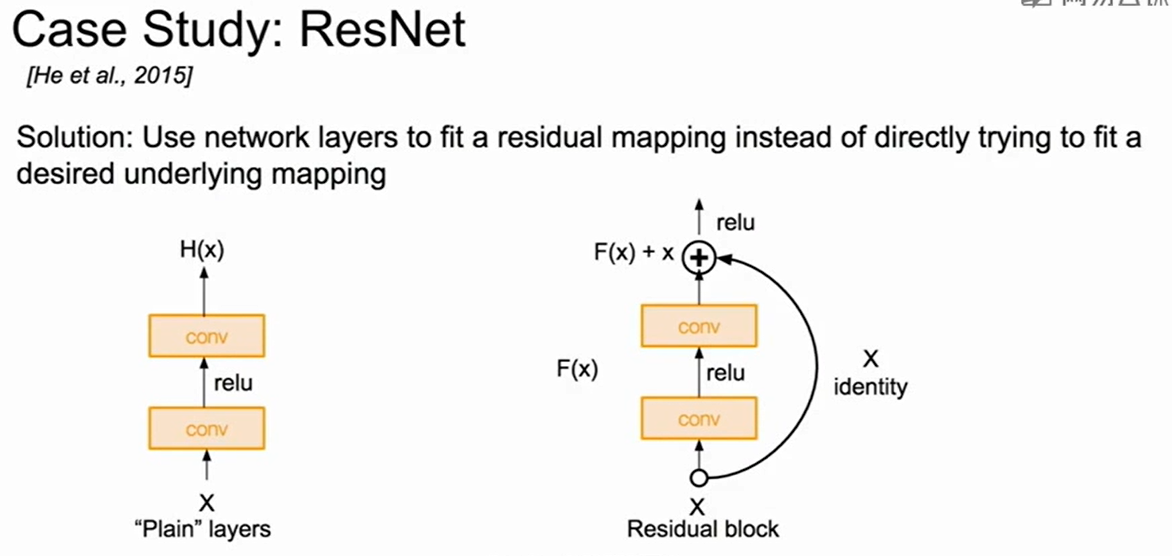 Case Study: ResNet
[He et al., 2015]
Solution: Use network layers to fit a residual mapping instead of directly trying to fit a
desired underlying mapping
H(x)
conv
relu
conv
X
“Plain” layers
relu
F(x) + x
+
conv
F(x)
relu
X
identity
conv
X
Residual block